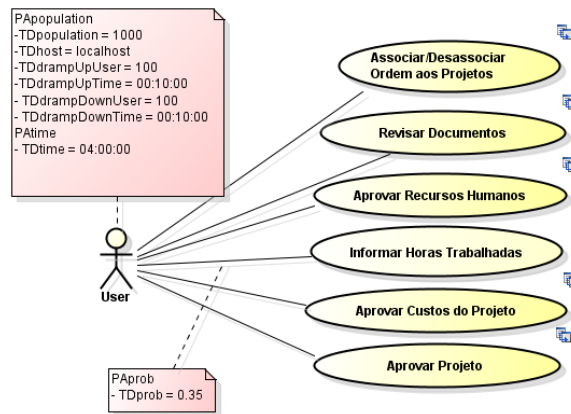 PApopulation
-TDpopulation = 1000
-TDhost = localhost
-TDdrampUpUser = 100
-TDdrampUpTime = 00:10:00
- TDdrampDownUser = 100
- TDdrampDownTime = 00:10:00
PAtime
- TDtime = 04:00:00
Associar/Desassociar
Ordem aos Projetos
Revisar Documentos
Aprovar Recursos Humanos
Informar Horas Trabalhadas
User
Aprovar Custos do Projeto
Aprovar Projeto
PAprob
- TDprob = 0.35